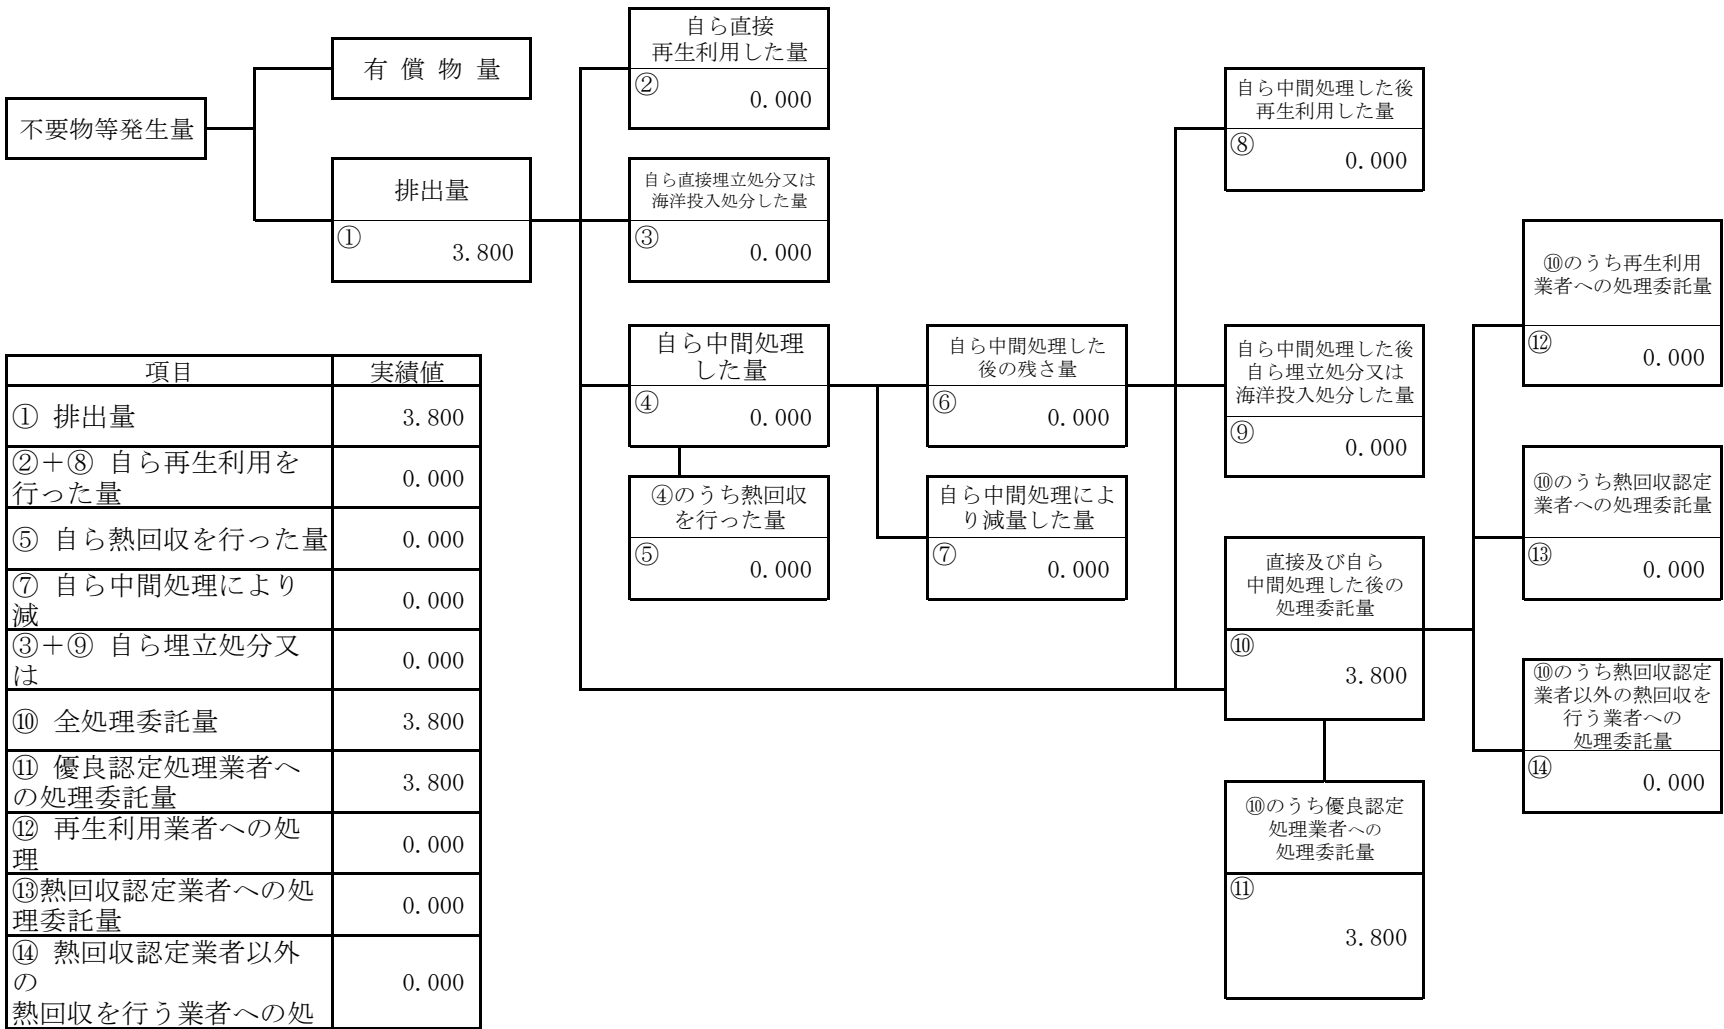 不要物等発生量
有 償 物 量
排出量
①
3.800
自ら直接
再生利用した量
②
0.000
自ら直接埋立処分又は
海洋投入処分した量
③
0.000
自ら中間処理
した量
④
0.000
④のうち熱回収
を行った量
⑤
0.000
自ら中間処理した
後の残さ量
⑥
0.000
自ら中間処理によ
り減量した量
⑦
0.000
自ら中間処理した後
再生利用した量
⑧
0.000
自ら中間処理した後
自ら埋立処分又は
海洋投入処分した量
⑨
0.000
直接及び自ら
中間処理した後の
処理委託量
⑩
3.800
⑩のうち優良認定
処理業者への
処理委託量
⑪
3.800
⑩のうち再生利用
業者への処理委託量
⑫
0.000
⑩のうち熱回収認定
業者への処理委託量
⑬
0.000
⑩のうち熱回収認定
業者以外の熱回収を
行う業者への
処理委託量
⑭
0.000
項目 実績値
① 排出量 3.800
②＋⑧ 自ら再生利用を
行った量 0.000
⑤ 自ら熱回収を行った量 0.000
⑦ 自ら中間処理により
減 0.000
③＋⑨ 自ら埋立処分又
は 0.000
⑩ 全処理委託量 3.800
⑪ 優良認定処理業者へ
の処理委託量 3.800
⑫ 再生利用業者への処
理 0.000
⑬熱回収認定業者への処
理委託量 0.000
⑭ 熱回収認定業者以外
の
熱回収を行う業者への処 0.000